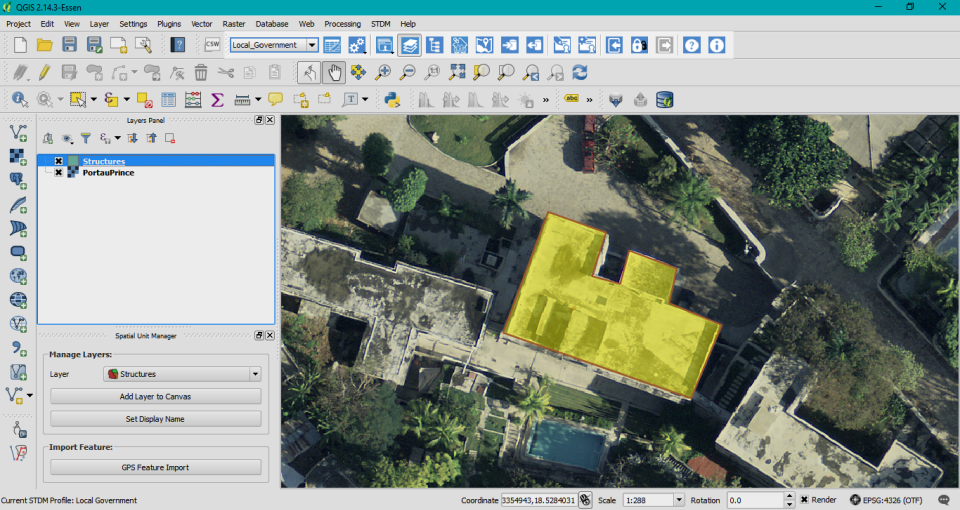 QGIS 2.14.3-Essen
Project Edit View Layer Settings Plugins Vector Raster Database Web Processing STDM Help
CSW Local_Government
abc
Layers Panel
Structures
PortauPrince
Spatial Unit Manager
Manage Layers:
Layer Structures
Add Layer to Canvas
Set Display Name
Import Feature:
GPS Feature Import
Current STDM Profile: Local Government Coordinate 3354943,18.5284031 Scale 1:288 Rotation 0.0 Render EPSG:4326 (OTF)